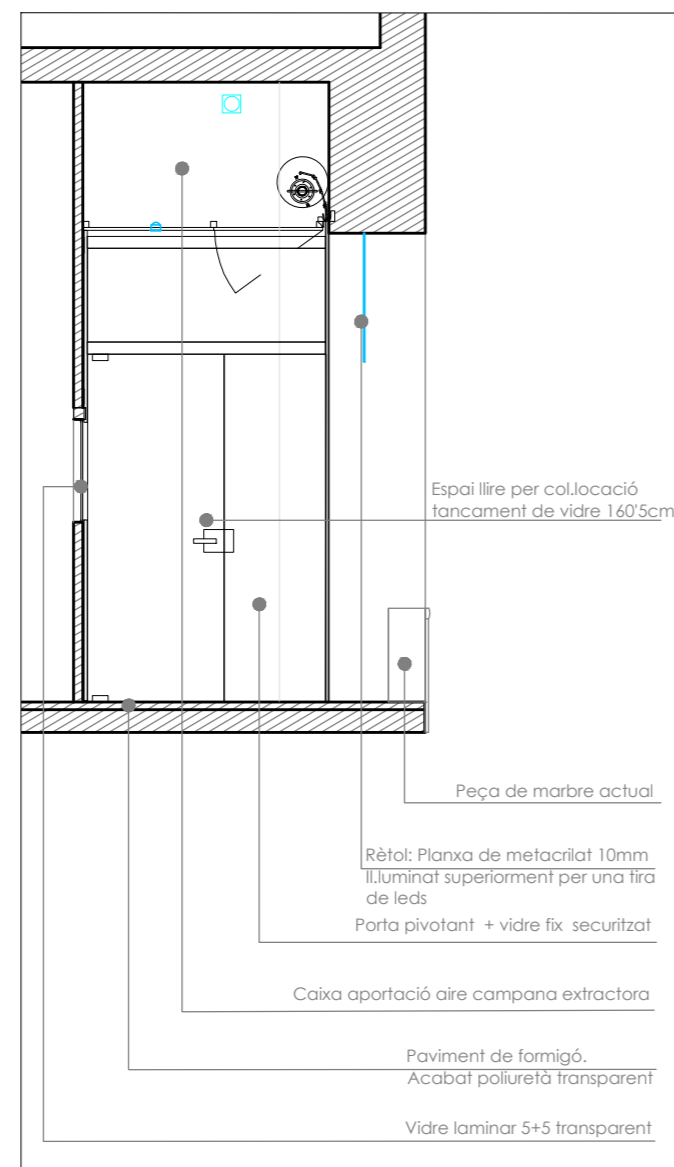 Espai llire per col.locació
tancament de vidre 160'5cm
Peça de marbre actual
Rètol: Planxa de metacrilat 10mm
Il.luminat superiorment per una tira
de leds
Porta pivotant + vidre fix securitzat
Caixa aportació aire campana extractora
Paviment de formigó.
Acabat poliuretà transparent
Vidre laminar 5+5 transparent